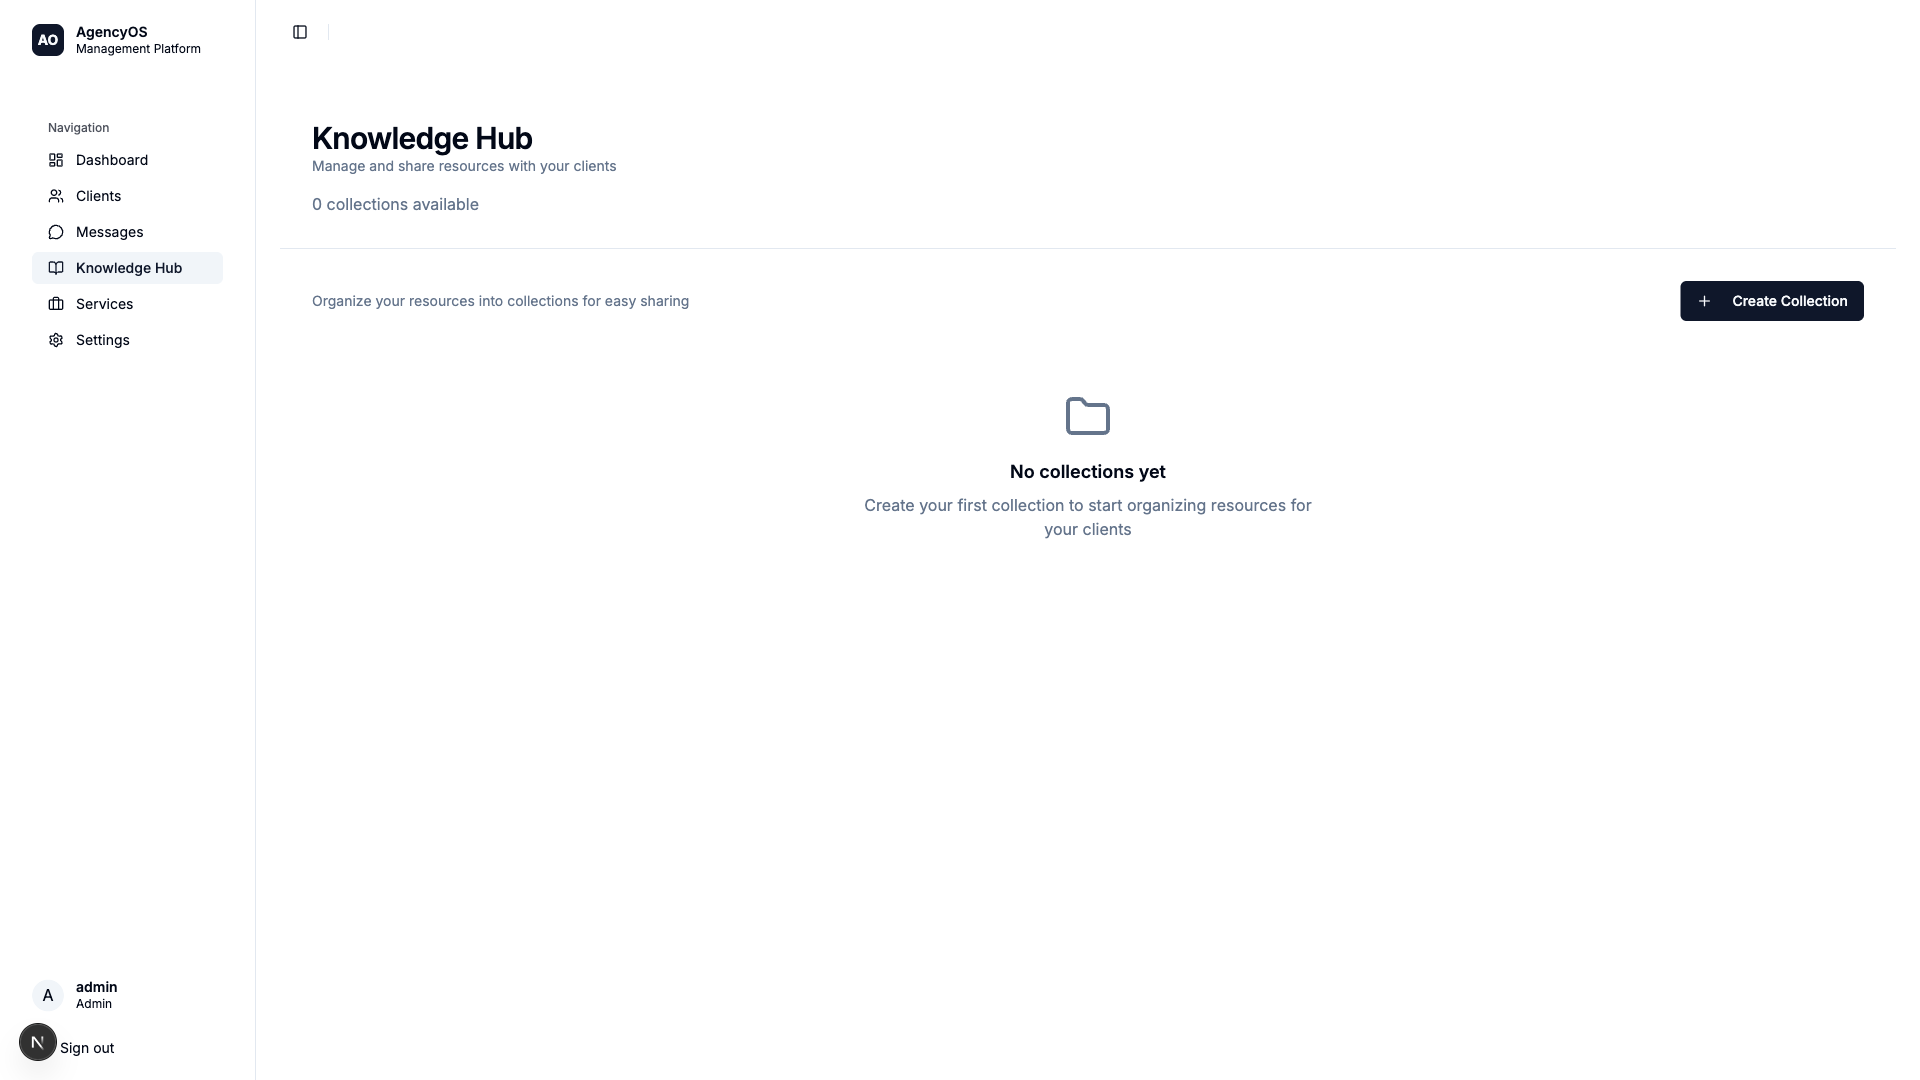 AO
AgencyOS
Management Platform
Navigation
Dashboard
Clients
Messages
Knowledge Hub
Services
Settings
A
admin
Admin
N
Sign out
Knowledge Hub
Manage and share resources with your clients
0 collections available
Organize your resources into collections for easy sharing
Create Collection
No collections yet
Create your first collection to start organizing resources for
your clients